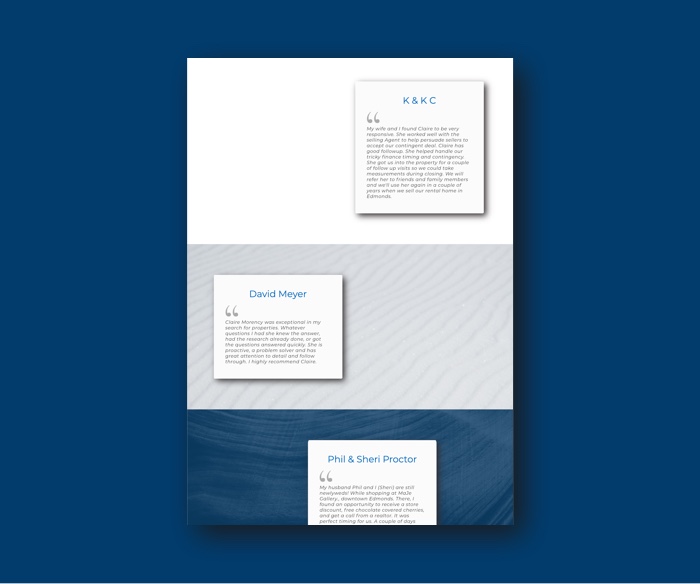 K & K C
“
My wife and I found Claire to be very
responsive. She worked well with the
selling Agent to help persuade sellers to
accept our contingent deal. Claire has
good followup. She helped handle our
tricky finance timing and contingency.
She got us into the property for a couple
of follow up visits so we could take
measurements during closing. We will
refer her to friends and family members
and we'll use her again in a couple of
years when we sell our rental home in
Edmonds.
David Meyer
“
Claire Morency was exceptional in my
search for properties. Whatever
questions I had she knew the answer,
had the research already done, or got
the questions answered quickly. She is
proactive, a problem solver and has
great attention to detail and follow
through. I highly recommend Claire.
Phil & Sheri Proctor
“
My husband Phil and I (Sheri) are still
newlyweds! While shopping at
Gallery., downtown Edmonds. There, I
found an opportunity to receive a store
discount, free chocolate covered cherries,
and get a call from a realtor. It was
perfect timing for us. A couple of days